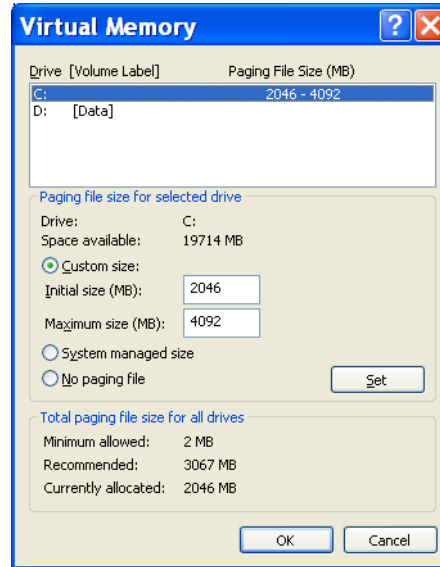 Virtual Memory
Drive [Volume Label] Paging File Size (MB)
C: 2046 - 4092
D: [Data]
Paging file size for selected drive
Drive: C:
Space available: 19714 MB
Custom size:
Initial size (MB): 2046
Maximum size (MB): 4092
System managed size
No paging file Set
Total paging file size for all drives
Minimum allowed: 2 MB
Recommended: 3067 MB
Currently allocated: 2046 MB
OK Cancel